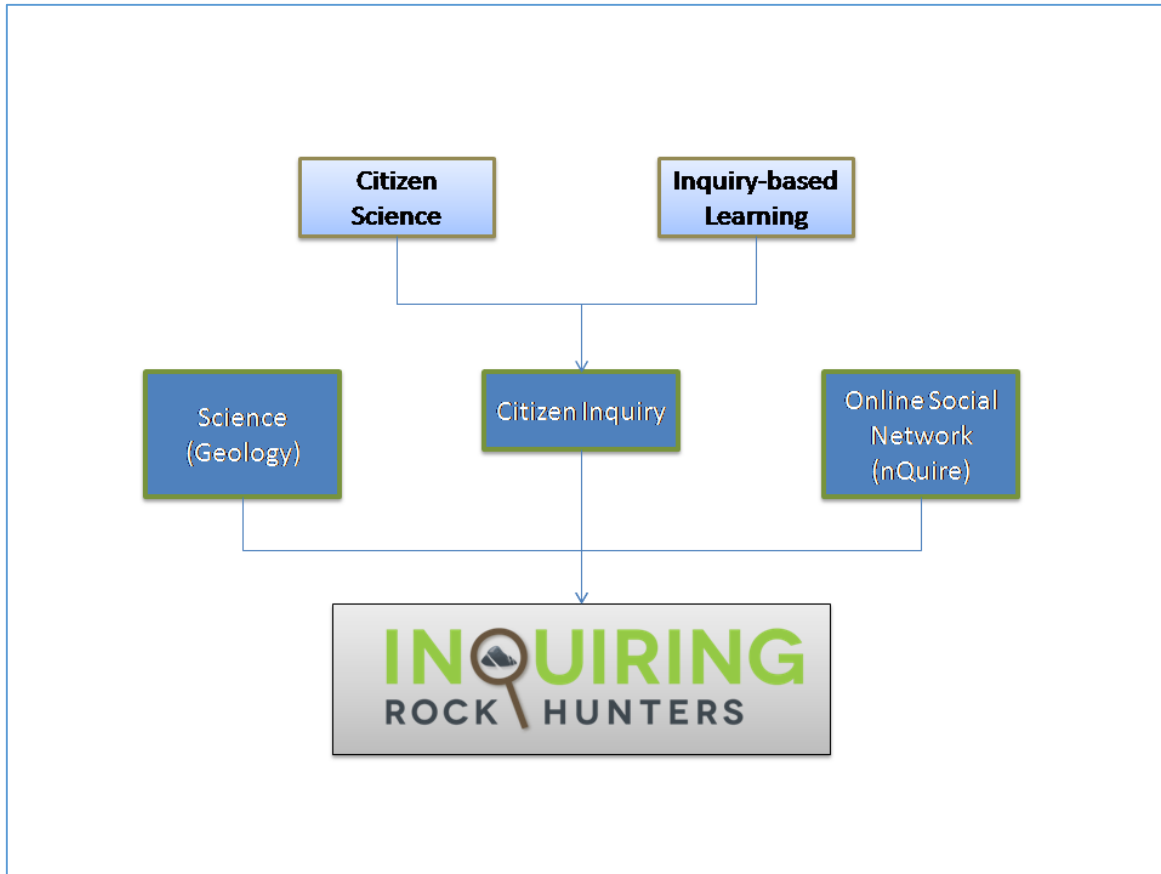 Citizen
Science
Inquiry-based
Learning
Science
(Geology)
Citizen Inquiry
Online Social
Network
(nQuire)
INQUIRING
ROCK HUNTERS